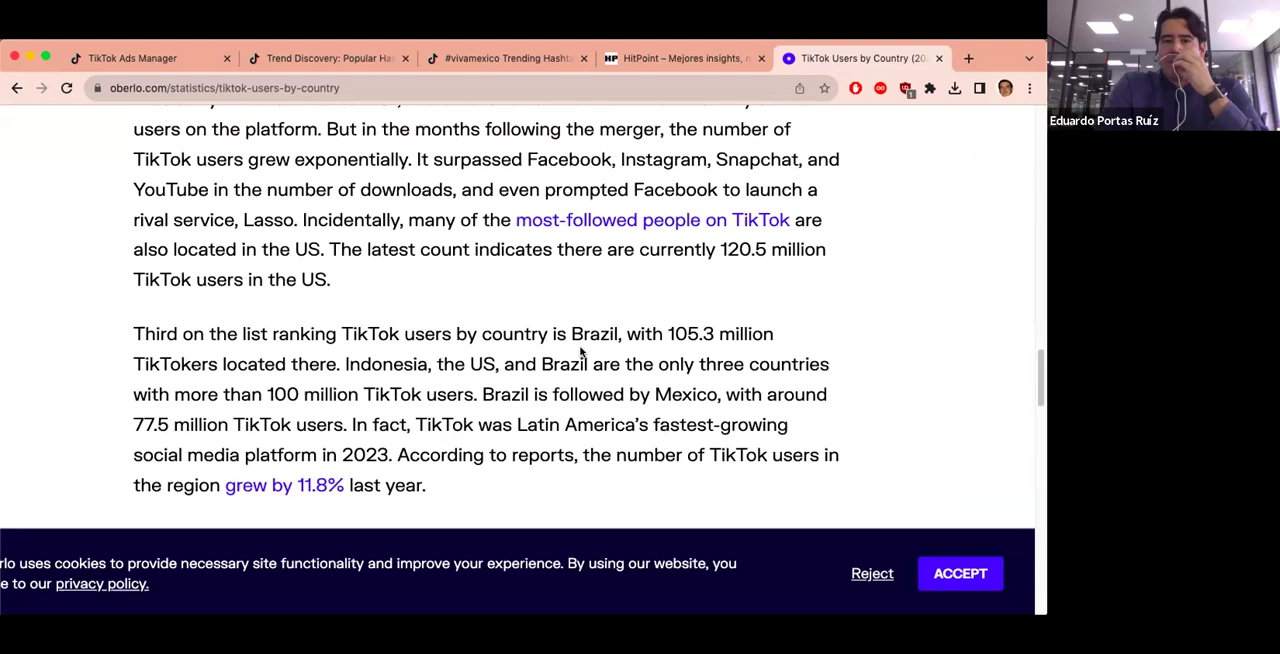 TikTok Ads Manager
Trend Discovery: Popular Ha
#vivamexico Trending Hasht
HP HitPoint – Mejores insights,
TikTok Users by Country (20
oberlo.com/statistics/tiktok-users-by-country
1
users on the platform. But in the months following the merger, the number of
TikTok users grew exponentially. It surpassed Facebook, Instagram, Snapchat, and
YouTube in the number of downloads, and even prompted Facebook to launch a
rival service, Lasso. Incidentally, many of the most-followed people on TikTok are
also located in the US. The latest count indicates there are currently 120.5 million
TikTok users in the US.
Third on the list ranking TikTok users by country is Brazil, with 105.3 million
TikTokers located there. Indonesia, the US, and Brazil are the only three countries
with more than 100 million TikTok users. Brazil is followed by Mexico, with around
77.5 million TikTok users. In fact, TikTok was Latin America's fastest-growing
social media platform in 2023. According to reports, the number of TikTok users in
the region grew by 11.8% last year.
rlo uses cookies to provide necessary site functionality and improve your experience. By using our website, you
e to our privacy policy.
Reject
ACCEPT
Eduardo Portas Ruíz